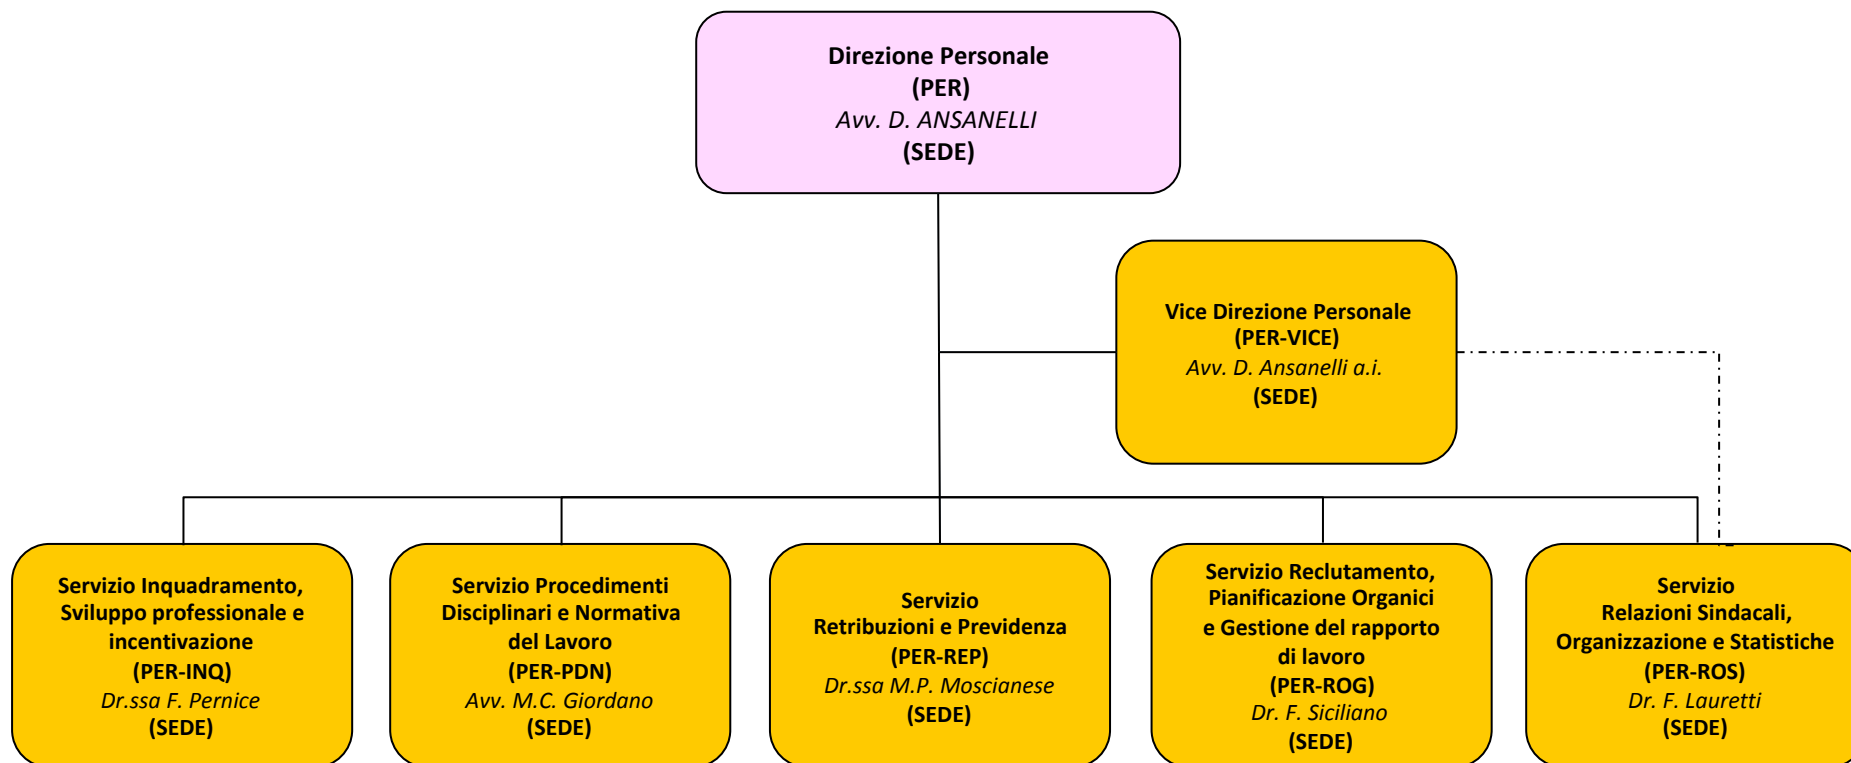 Direzione Personale
(PER)
Avv. D. ANSANELLI
(SEDE)
Vice Direzione Personale
(PER-VICE)
Avv. D. Ansanelli a.i.
(SEDE)
Servizio Inquadramento,
Sviluppo professionale e
incentivazione
(PER-INQ)
Dr.ssa F. Pernice
(SEDE)
Servizio Procedimenti
Disciplinari e Normativa
del Lavoro
(PER-PDN)
Avv. M.C. Giordano
(SEDE)
Servizio
Retribuzioni e Previdenza
(PER-REP)
Dr.ssa M.P. Moscianese
(SEDE)
Servizio Reclutamento,
Pianificazione Organici
e Gestione del rapporto
di lavoro
(PER-ROG)
Dr. F. Siciliano
(SEDE)
Servizio
Relazioni Sindacali,
Organizzazione e Statistiche
(PER-ROS)
Dr. F. Lauretti
(SEDE)